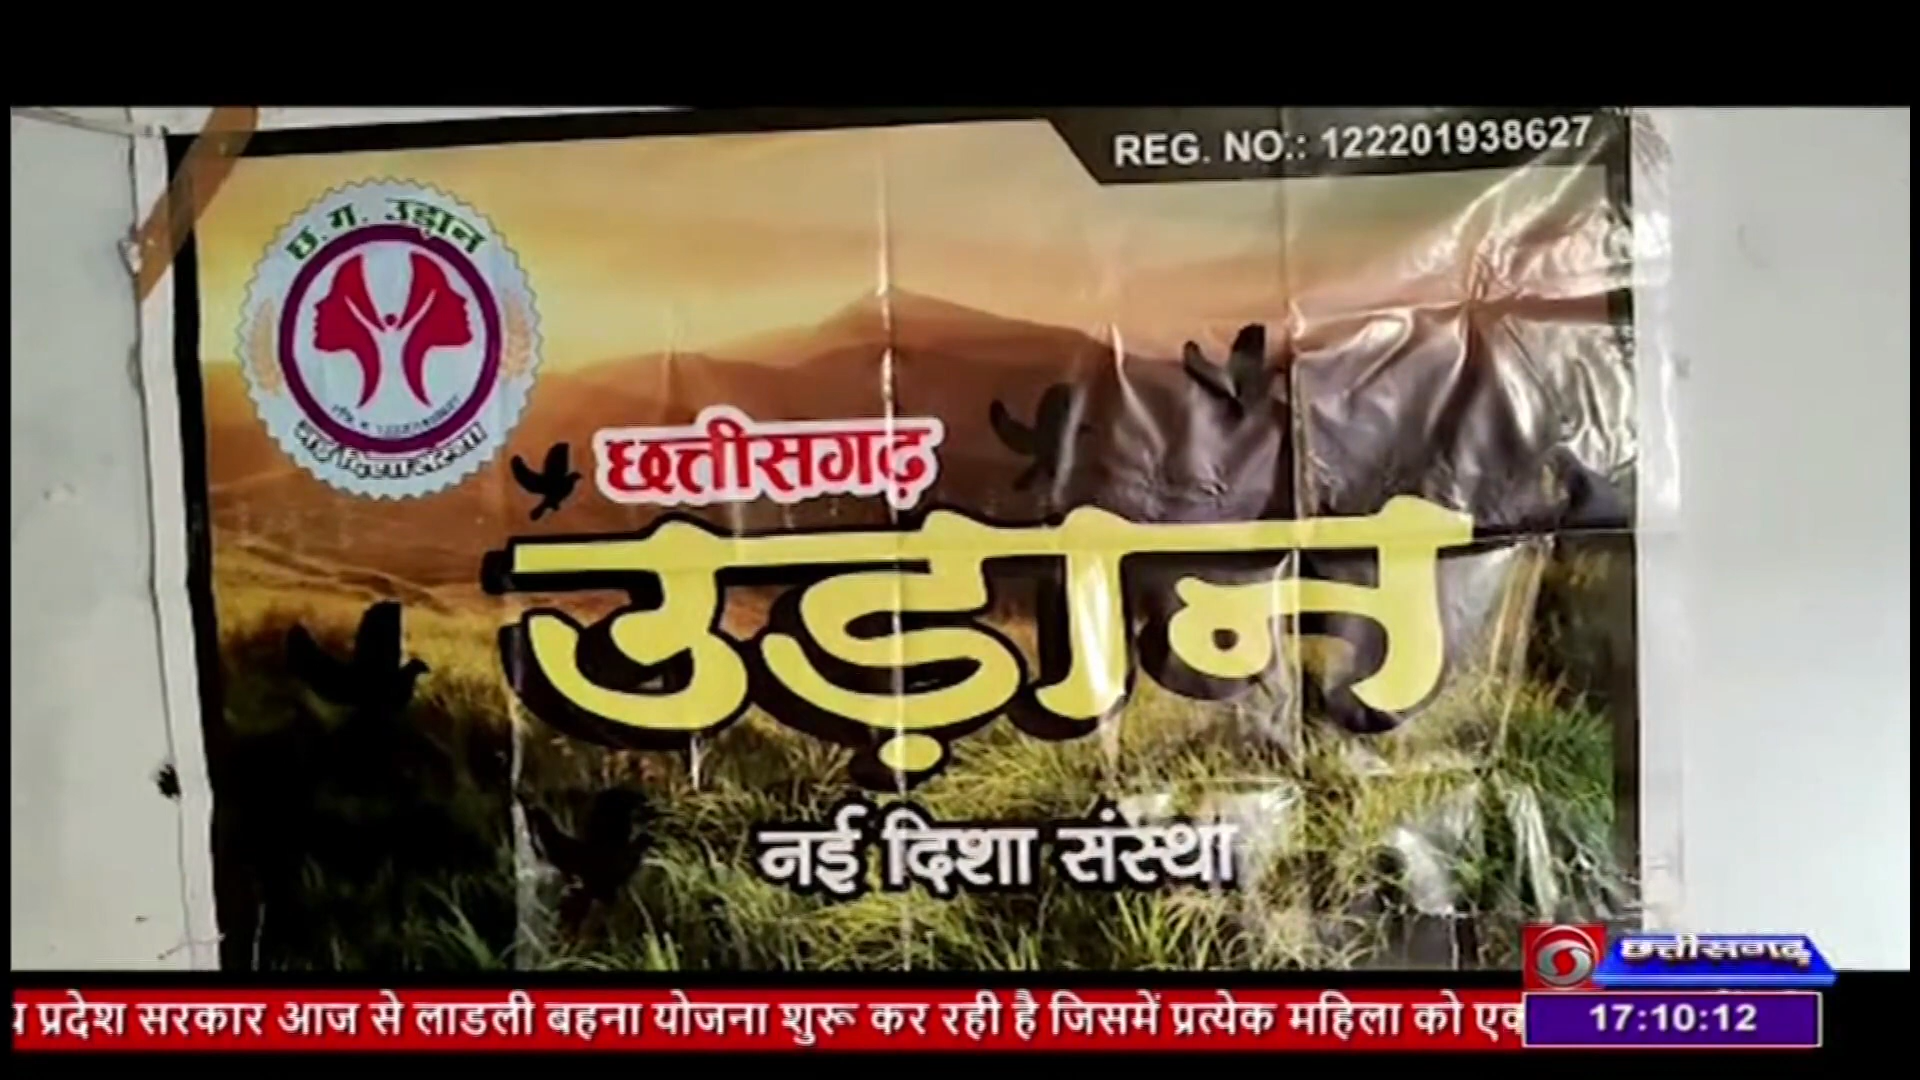 REG. NO.: 122201938627
छ.ग. उड़ान
नई दिशा संस्था
छत्तीसगढ़
उड़ान
नई दिशा संस्था
छत्तीसगढ़
प्रदेश सरकार आज से लाडली बहना योजना शुरू कर रही है जिसमें प्रत्येक महिला को
17:10:12